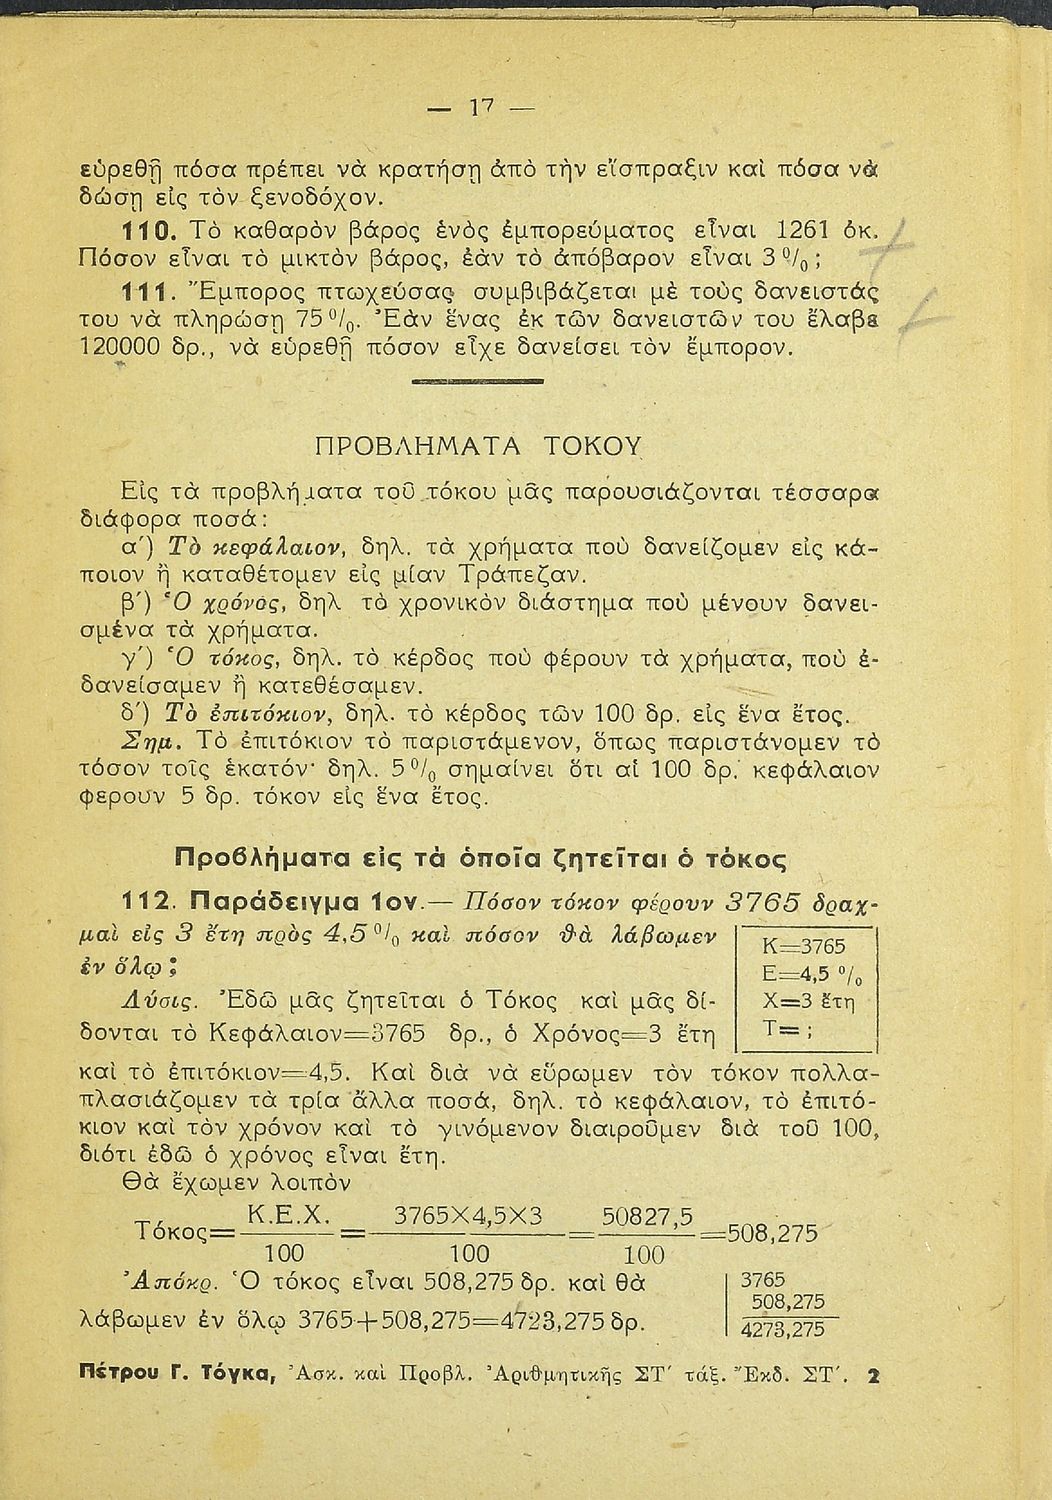 — 17 —
εὑρεθῇ πόσα πρέπει νὰ κρατήσῃ ἀπὸ τὴν εἴσπραξιν καὶ πόσα νὰ
δώσῃ εἰς τὸν ξενοδόχον.
110. Τὸ καθαρὸν βάρος ἑνὸς ἐμπορεύματος εἶναι 1261 ὀκ.
Πόσον εἶναι τὸ μικτὸν βάρος, ἐὰν τὸ ἀπόβαρον εἶναι 3 %;
111. Ἔμπορος πτωχεύσας συμβιβάζεται μὲ τοὺς δανειστάς
του νὰ πληρώσῃ 75 %. Ἐὰν ἕνας ἐκ τῶν δανειστῶν του ἔλαβε
120000 δρ., νὰ εὑρεθῇ πόσον εἶχε δανείσει τὸν ἔμπορον.
ΠΡΟΒΛΗΜΑΤΑ ΤΟΚΟΥ
Εἰς τὰ προβλήματα τοῦ τόκου μᾶς παρουσιάζονται τέσσαρα
διάφορα ποσά:
α´) Τὸ κεφάλαιον, δηλ. τὰ χρήματα ποὺ δανείζομεν εἰς κά-
ποιον ἢ καταθέτομεν εἰς μίαν Τράπεζαν.
β´) Ὁ χρόνος, δηλ τὸ χρονικὸν διάστημα ποὺ μένουν δανει-
σμένα τὰ χρήματα.
γ´) Ὁ τόκος, δηλ. τὸ κέρδος ποὺ φέρουν τὰ χρήματα, ποὺ ἐ-
δανείσαμεν ἢ κατεθέσαμεν.
δ´) Τὸ ἐπιτόκιον, δηλ. τὸ κέρδος τῶν 100 δρ. εἰς ἕνα ἔτος.
Σημ. Τὸ ἐπιτόκιον τὸ παριστάμενον, ὅπως παριστάνομεν τὸ
τόσον τοῖς ἑκατόν· δηλ. 5 % σημαίνει ὅτι αἱ 100 δρ. κεφάλαιον
φερουν 5 δρ. τόκον εἰς ἕνα ἔτος.
Προβλήματα εἰς τὰ ὁποῖα ζητεῖται ὁ τόκος
112. Παράδειγμα 1ον.— Πόσον τόκον φέρουν 3765 δραχ-
μαὶ εἰς 3 ἔτη πρὸς 4,5 % καὶ πόσον θὰ λάβωμεν
ἐν ὅλῳ;
Λύσις. Ἐδῶ μᾶς ζητεῖται ὁ Τόκος καὶ μᾶς δί-
δονται τὸ Κεφάλαιον=3765 δρ., ὁ Χρόνος=3 ἔτη
Κ=3765
Ε=4,5 %
Χ=3 ἔτη
Τ= ;
καὶ τὸ ἐπιτόκιον=4,5. Καὶ διὰ νὰ εὕρωμεν τὸν τόκον πολλα-
πλασιάζομεν τὰ τρία ἄλλα ποσά, δηλ. τὸ κεφάλαιον, τὸ ἐπιτό-
κιον καὶ τὸν χρόνον καὶ τὸ γινόμενον διαιροῦμεν διὰ τοῦ 100,
διότι ἐδῶ ὁ χρόνος εἶναι ἔτη.
Θὰ ἔχωμεν λοιπὸν
Κ.Ε.Χ. 3765Χ4,5Χ3 50827,5
Τόκος= = = =508,275
100 100 100
Ἀπόκρ. Ὁ τόκος εἶναι 508,275 δρ. καὶ θὰ
λάβωμεν ἐν ὅλῳ 3765+508,275=4723,275 δρ.
3765
508,275
4273,275
Πέτρου Γ. Τόγκα, Ἀσκ. καὶ Προβλ. Ἀριθμητικῆς ΣΤ´ τάξ. Ἔκδ. ΣΤ´. 2